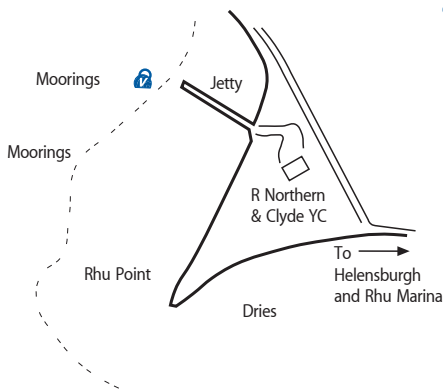 Moorings
V
Jetty
Moorings
R Northern
& Clyde YC
To
Rhu Point
Helensburgh
and Rhu Marina
Dries